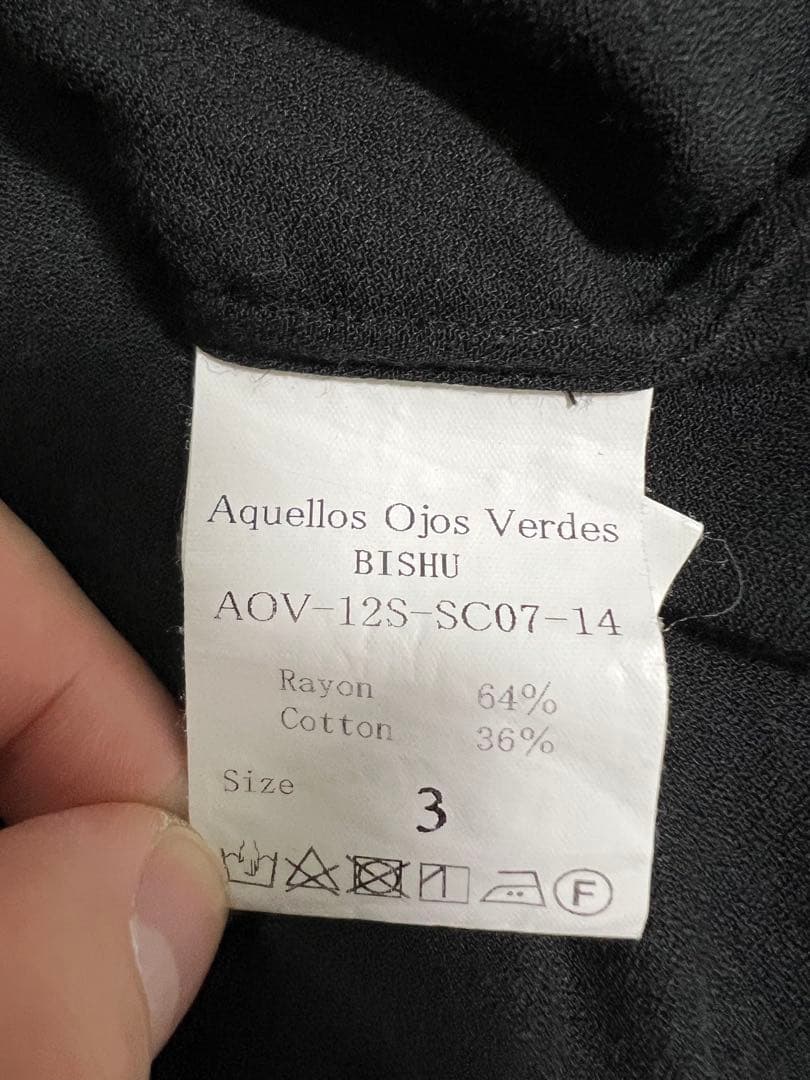 Aquellos Ojos Verdes
BISHU
AOV-12S-SC07-14
Rayon 64%
Cotton 36%
Size 3
F